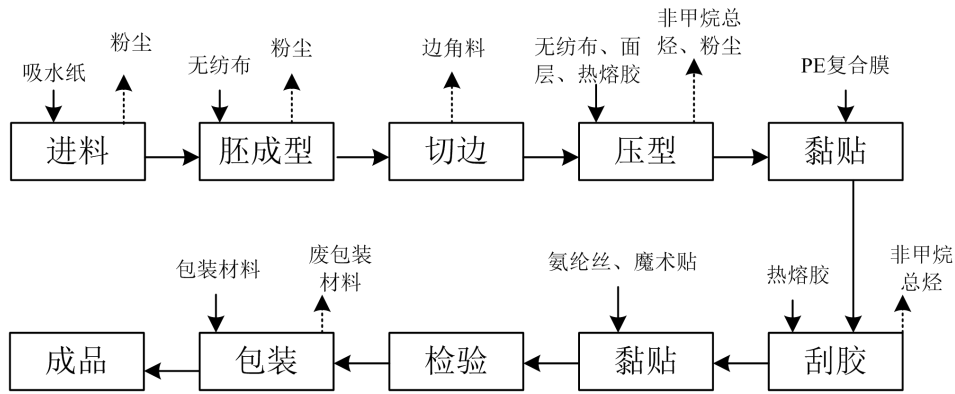 粉尘
吸水纸
进料
无纺布
粉尘
胚成型
边角料
切边
无纺布、面
层、热熔胶
非甲烷总
烃、粉尘
压型
PE复合膜
黏贴
非甲烷
总烃
热熔胶
刮胶
氨纶丝、魔术贴
黏贴
检验
废包装
材料
包装材料
包装
成品